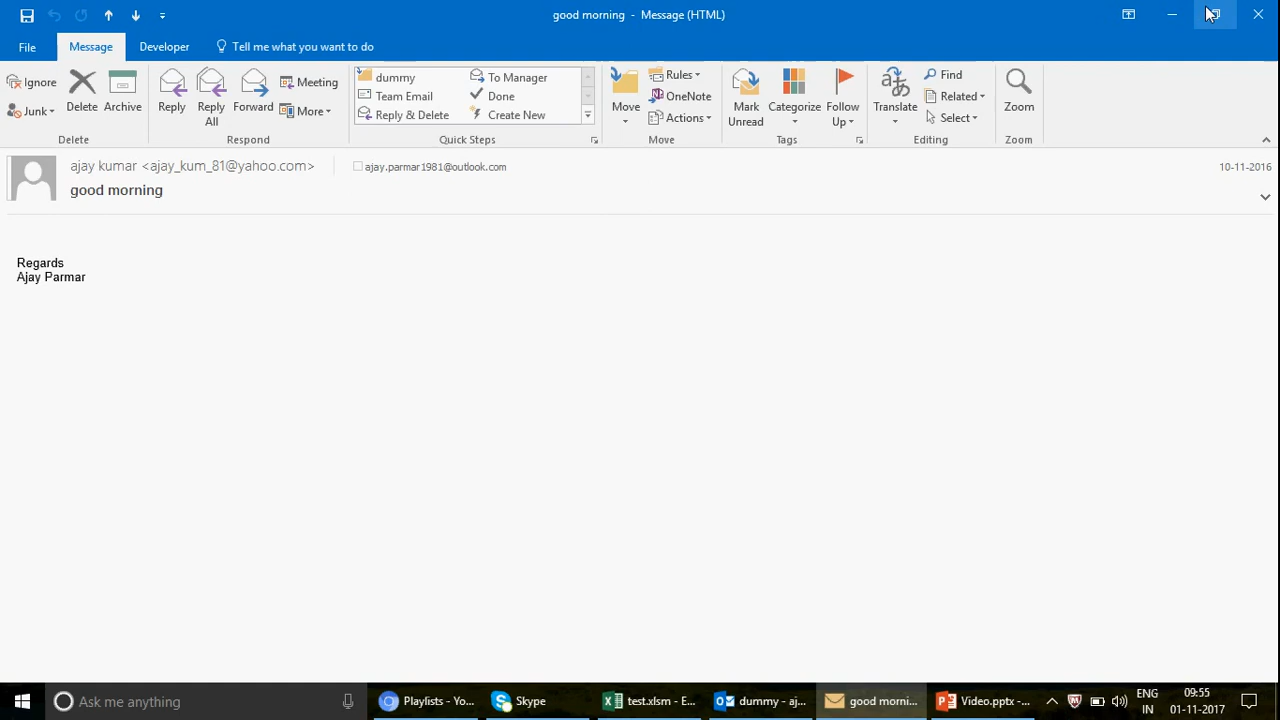 good morning - Message (HTML)
File Message Developer Tell me what you want to do
Ignore
Junk
Delete
Archive
Delete
Reply
Reply All
Forward
Meeting
More
Respond
dummy
Team Email
Reply & Delete
To Manager
Done
Create New
Quick Steps
Move
Rules
OneNote
Actions
Move
Mark Unread
Categorize
Follow Up
Tags
Translate
Find
Related
Select
Editing
Zoom
Zoom
ajay kumar <ajay_kum_81@yahoo.com>
ajay.parmar1981@outlook.com
10-11-2016
good morning
Regards
Ajay Parmar
Ask me anything
Playlists - Yo...
Skype
test.xlsm - E...
dummy - aj...
good morni...
Video.pptx -...
ENG
IN
09:55
01-11-2017